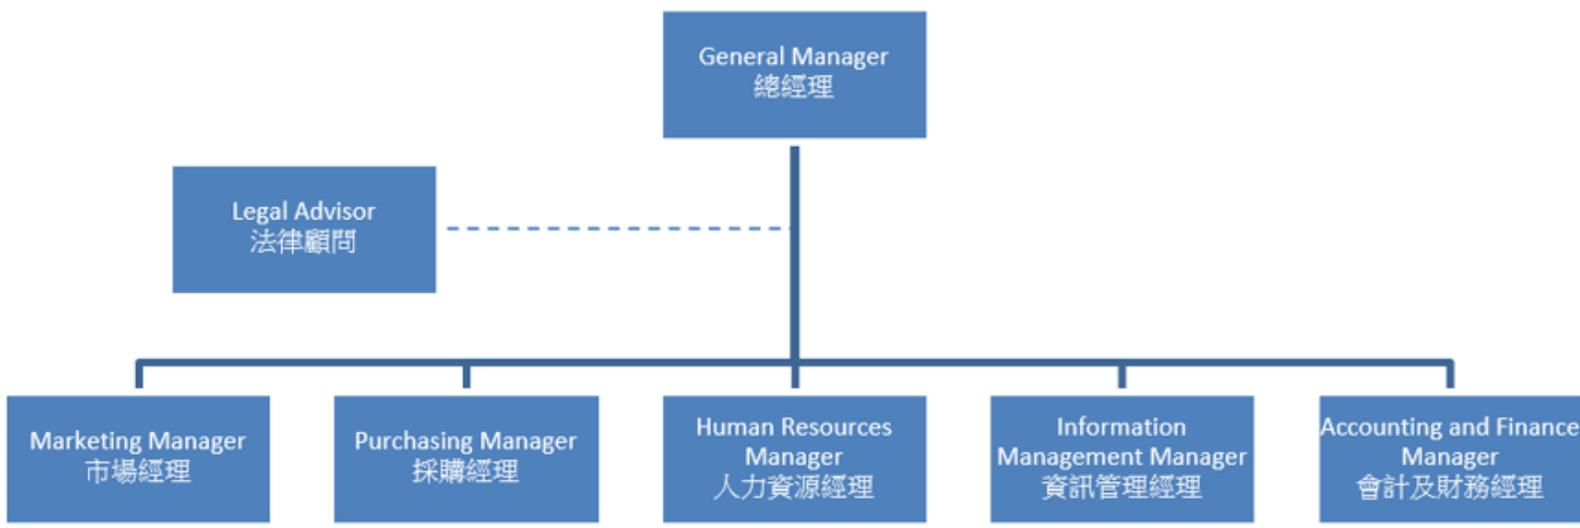 General Manager
總經理
Legal Advisor
法律顧問
Marketing Manager
市場經理
Purchasing Manager
採購經理
Human Resources
Manager
人力資源經理
Information
Management Manager
資訊管理經理
Accounting and Finance
Manager
會計及財務經理